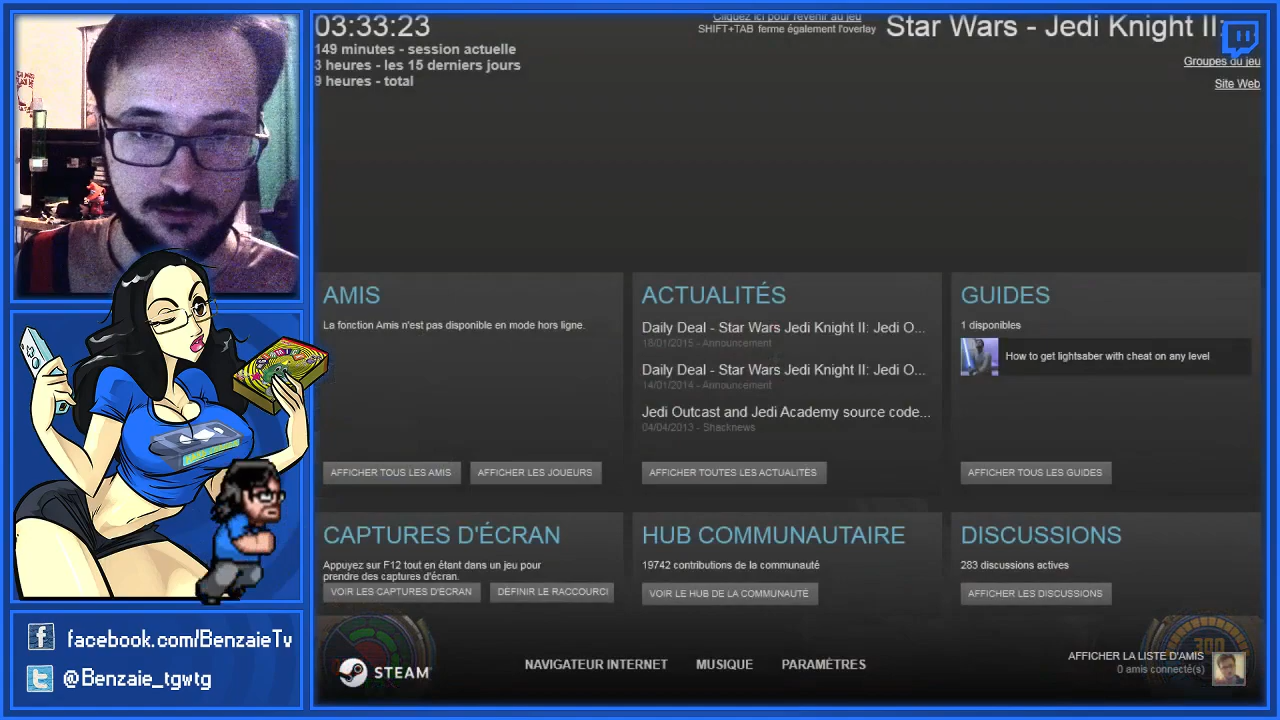 03:33:23
149 minutes - session actuelle
3 heures - les 15 derniers jours
9 heures - total
Cliquez ici pour revenir au jeu
SHIFT+TAB ferme également l'overlay
Star Wars - Jedi Knight II:
Groupes du jeu
Site Web
AMIS
La fonction Amis n'est pas disponible en mode hors ligne.
AFFICHER TOUS LES AMIS
AFFICHER LES JOUEURS
ACTUALITÉS
Daily Deal - Star Wars Jedi Knight II: Jedi O...
Announcement
Daily Deal - Star Wars Jedi Knight II: Jedi O...
14/01/2014 - Announcement
Jedi Outcast and Jedi Academy source code...
04/04/2013 - Shacknews
AFFICHER TOUTES LES ACTUALITÉS
GUIDES
1 disponibles
How to get lightsaber with cheat on any level
AFFICHER TOUS LES GUIDES
CAPTURES D'ÉCRAN
Appuyez sur F12 tout en étant dans un jeu pour
prendre des captures d'écran.
VOIR LES CAPTURES D'ÉCRAN
DÉFINIR LE RACCOURCI
HUB COMMUNAUTAIRE
19742 contributions de la communauté
VOIR LE HUB DE LA COMMUNAUTÉ
DISCUSSIONS
283 discussions actives
AFFICHER LES DISCUSSIONS
300
STEAM
NAVIGATEUR INTERNET
MUSIQUE
PARAMÈTRES
AFFICHER LA LISTE D'AMIS
0 amis connecté(s)
facebook.com/BenzaieTv
@Benzaie_tgwtg